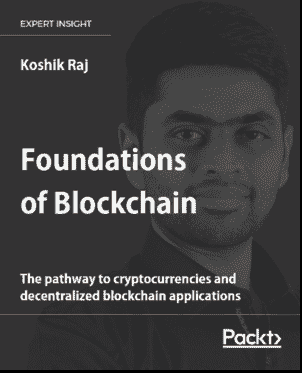 EXPERT INSIGHT
Koshik Raj
Foundations
of Blockchain
The pathway to cryptocurrencies and
decentralized blockchain applications
Packt>